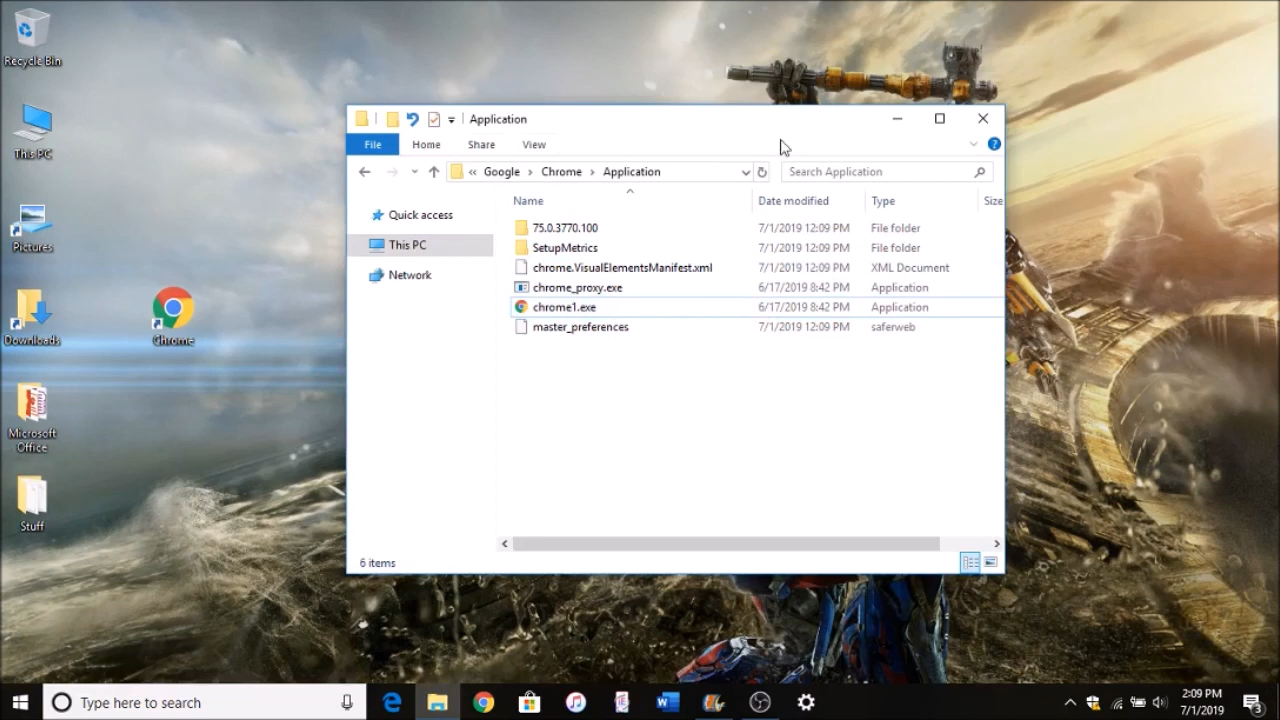 Recycle Bin
This PC
Pictures
Downloads
Chrome
Microsoft
Office
Stuff
Application
File Home Share View
Google Chrome Application Search Application
Name Date modified Type Size
Quick access
This PC
Network
75.0.3770.100 7/1/2019 12:09 PM File folder
SetupMetrics 7/1/2019 12:09 PM File folder
chrome.VisualElementsManifest.xml 7/1/2019 12:09 PM XML Document
chrome_proxy.exe 6/17/2019 8:42 PM Application
chrome1.exe 6/17/2019 8:42 PM Application
master_preferences 7/1/2019 12:09 PM saferweb
6 items
Type here to search
2:09 PM
7/1/2019
3